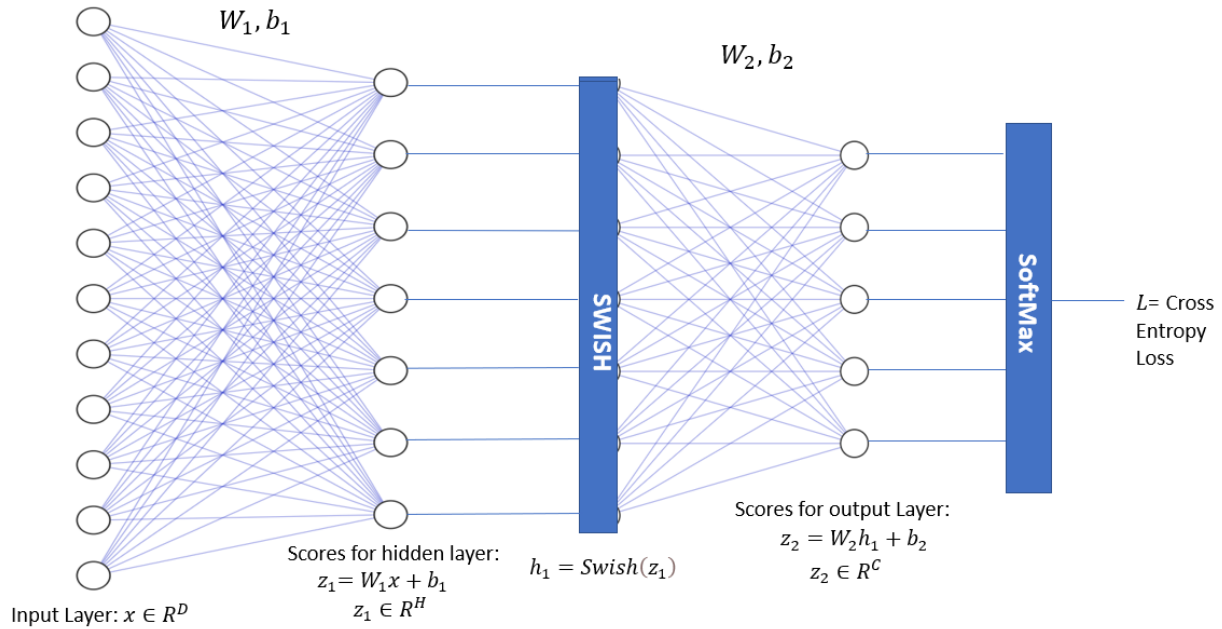 W₁, b₁
W₂, b₂
SWISH
SoftMax
L= Cross
Entropy
Loss
Scores for hidden layer:
z₁= W₁x + b₁
z₁ ∈ Rᴴ
h₁ = Swish(z₁)
Scores for output Layer:
z₂ = W₂h₁ + b₂
z₂ ∈ Rᶜ
Input Layer: x ∈ Rᴰ